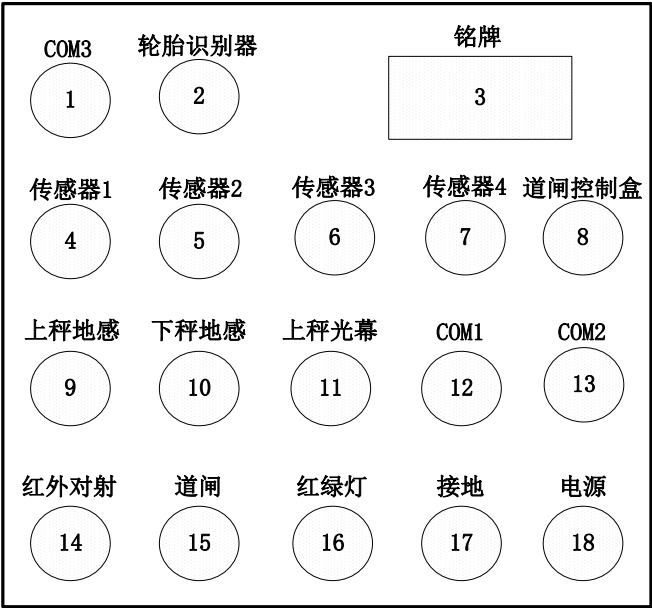 COM3 轮胎识别器 铭牌
1 2 3
传感器1 传感器2 传感器3 传感器4 道闸控制盒
4 5 6 7 8
上秤地感 下秤地感 上秤光幕 COM1 COM2
9 10 11 12 13
红外对射 道闸 红绿灯 接地 电源
14 15 16 17 18